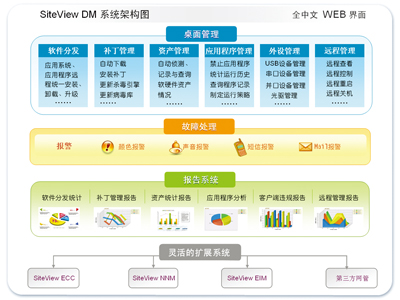 SiteView DM 系统架构图
全中文 WEB 界面
桌面管理
软件分发
应用系统、
应用程序远
程统一安装、
卸载、升级
······
补丁管理
自动下载
安装补丁
更新杀毒引擎
更新病毒库
······
资产管理
自动侦测、
记录与查询
软硬件资产
情况
······
应用程序管理
禁止应用程序
统计运行历史
查询程序记录
制定运行策略
······
外设管理
USB设备管理
串口设备管理
并口设备管理
光驱管理
······
远程管理
远程查看
远程控制
远程重启
远程关机
······
故障处理
报警
颜色报警
声音报警
短信报警
Mail报警
报告系统
软件分发统计
补丁管理报告
资产统计报告
应用程序分析
客户端违规报告
远程管理报告
灵活的扩展系统
SiteView ECC
SiteView NNM
SiteView EIM
第三方网管